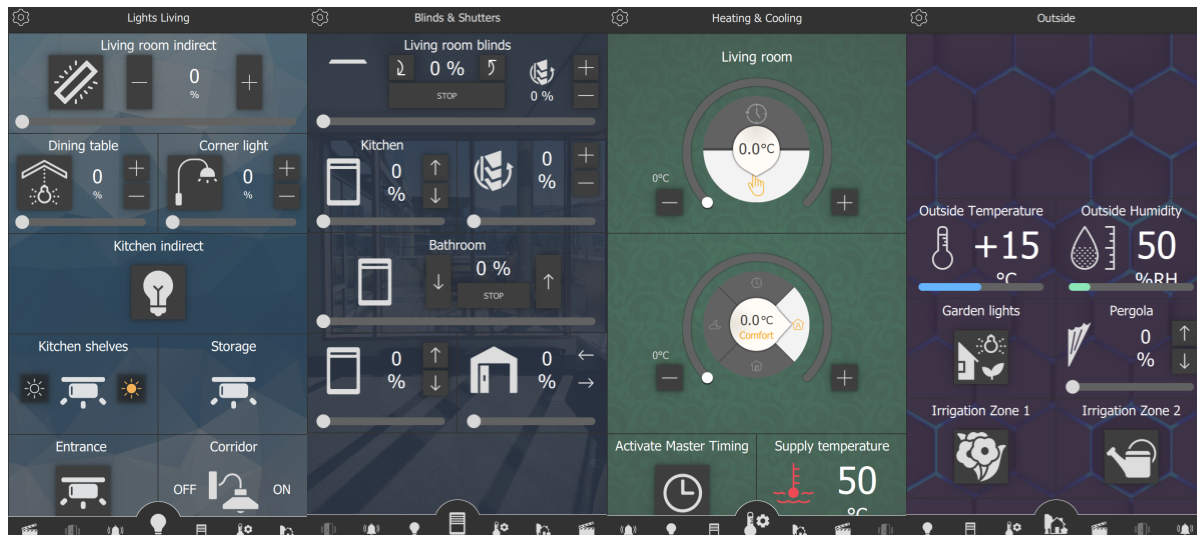 Lights Living
Living room indirect
0
%
Dining table
Corner light
0
%
0
%
Kitchen indirect
Kitchen shelves
Storage
Entrance
Corridor
OFF
ON
Blinds & Shutters
Living room blinds
0 %
STOP
0 %
Kitchen
0
%
0
%
Bathroom
0 %
STOP
0
%
0
%
Heating & Cooling
Living room
0.0°C
0°C
0.0°C
Comfort
0°C
Activate Master Timing
Supply temperature
50
°C
Outside
Outside Temperature
Outside Humidity
+15
°C
50
%RH
Garden lights
Pergola
0
%
Irrigation Zone 1
Irrigation Zone 2